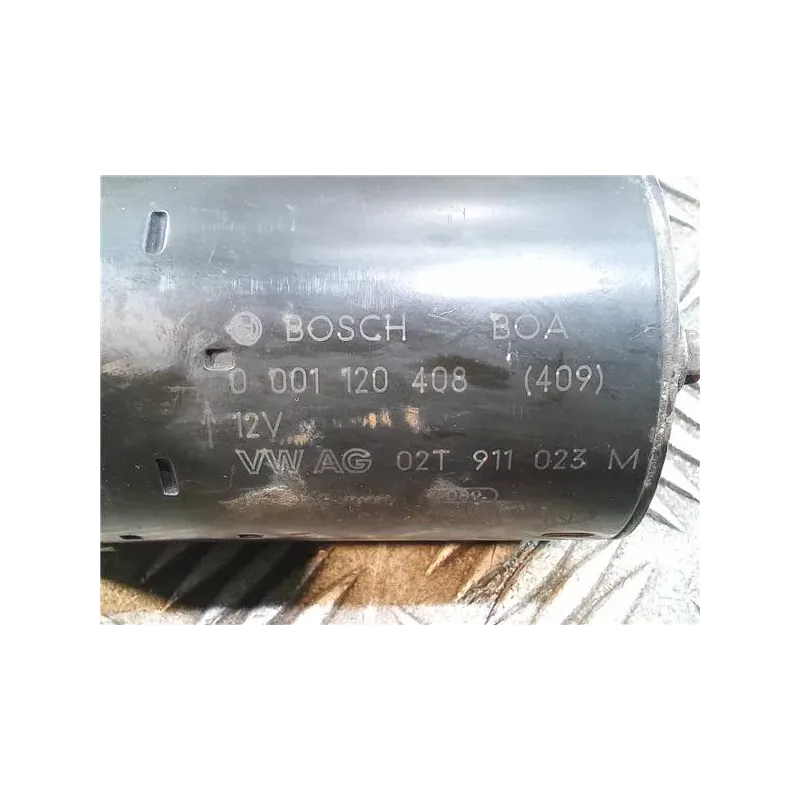 BOSCH BOA
0 001 120 408 (409)
12V
VW AG 02T 911 023 M